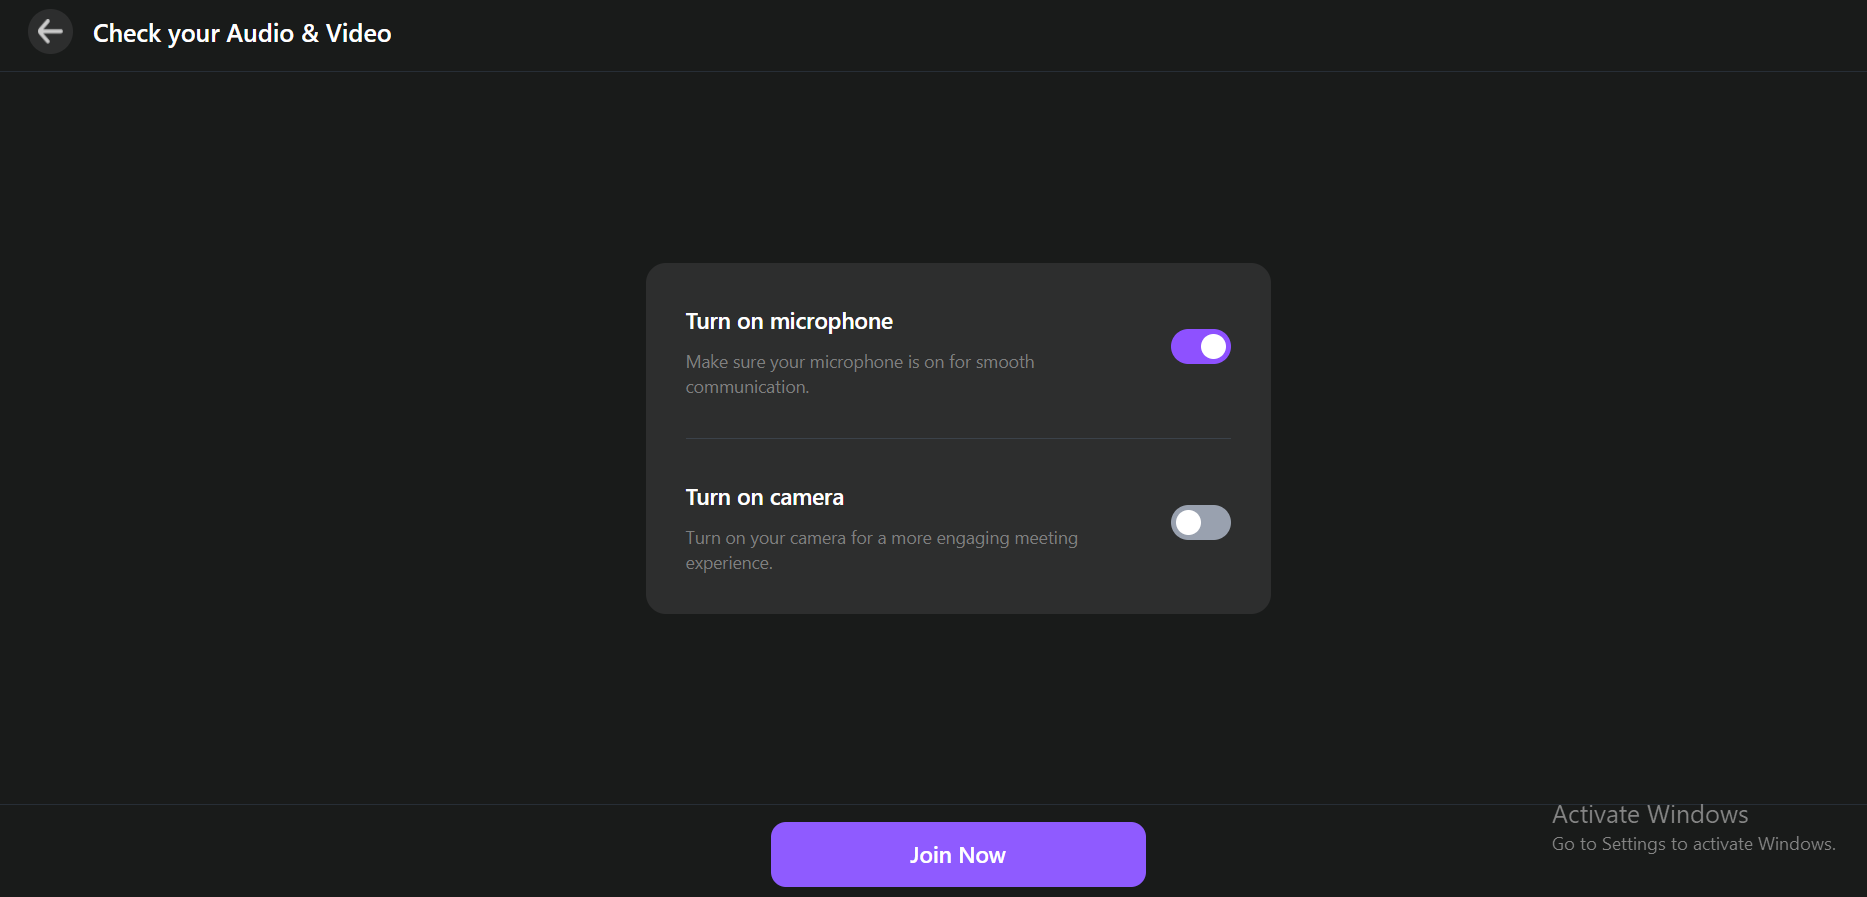 Check your Audio & Video
Turn on microphone
Make sure your microphone is on for smooth
communication.
Turn on camera
Turn on your camera for a more engaging meeting
experience.
Join Now
Activate Windows
Go to Settings to activate Windows.